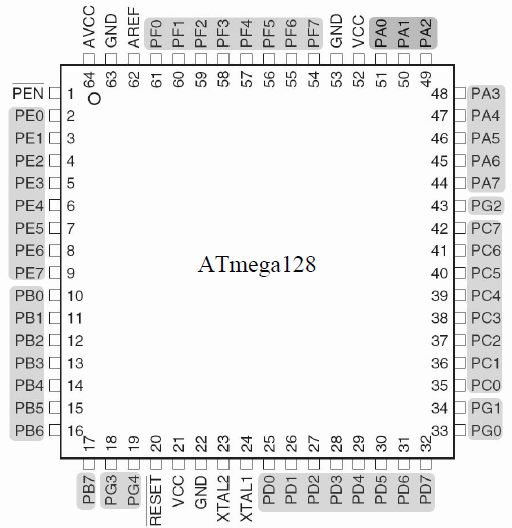 AVCC GND AREF PF0 PF1 PF2 PF3 PF4 PF5 PF6 PF7 GND VCC PA0 PA1 PA2
64 63 62 61 60 59 58 57 56 55 54 53 52 51 50 49
PEN 1 48 PA3
PE0 2 47 PA4
PE1 3 46 PA5
PE2 4 45 PA6
PE3 5 44 PA7
PE4 6 43 PG2
PE5 7 42 PC7
PE6 8 41 PC6
PE7 9 40 PC5
ATmega128
PB0 10 39 PC4
PB1 11 38 PC3
PB2 12 37 PC2
PB3 13 36 PC1
PB4 14 35 PC0
PB5 15 34 PG1
PB6 16 33 PG0
17 18 19 20 21 22 23 24 25 26 27 28 29 30 31 32
PB7 PG3 PG4 RESET VCC GND XTAL2 XTAL1 PD0 PD1 PD2 PD3 PD4 PD5 PD6 PD7